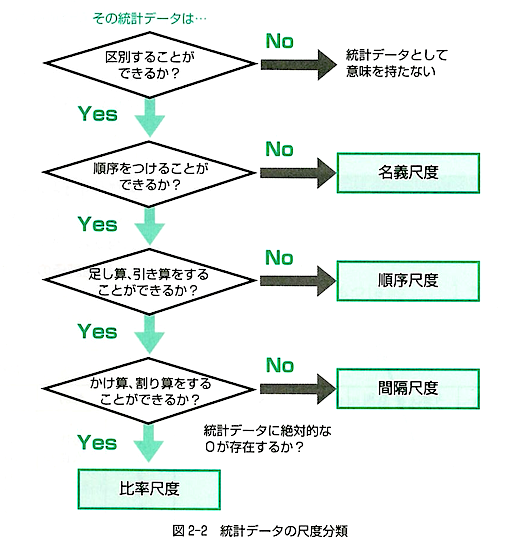 その統計データは…
区別することが
できるか？
No
統計データとして
意味を持たない
Yes
順序をつけることが
できるか？
No
名義尺度
Yes
足し算、引き算をする
ことができるか？
No
順序尺度
Yes
かけ算、割り算をする
ことができるか？
No
間隔尺度
統計データに絶対的な
０が存在するか？
Yes
比率尺度
図2-2 統計データの尺度分類